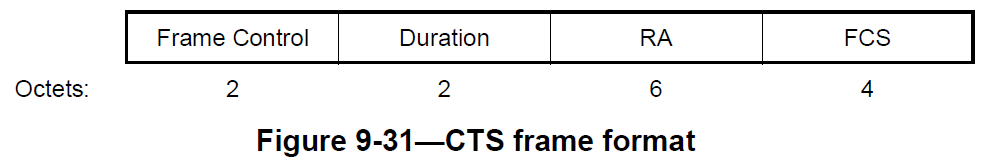 Frame Control Duration RA FCS
Octets: 2 2 6 4
Figure 9-31—CTS frame format